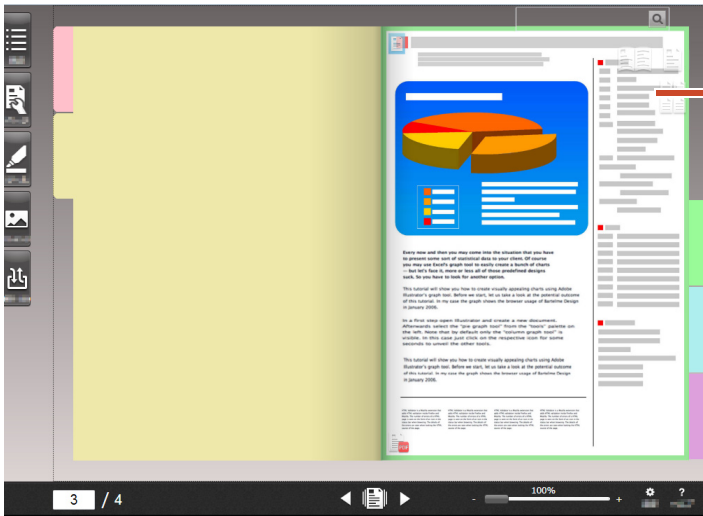 Every now and then you may come into the situation that you have
to present some sort of statistical data to your client. Of course
you may use Excel's graph tool to easily create a bunch of charts
— but let's face it, more or less all of those predefined designs
suck. So you have to look for another option.
This tutorial will show you how to create visually appealing charts using Adobe
Illustrator's graph tool. Before we start, let us take a look at the potential outcome
of this tutorial. In my case the graph shows the browser usage of Barteline Design
in January 2008.
In a first step open Illustrator and create a new document.
Afterwards select the "pre graph tool" from the "tools" palette on
the left. Note that by default only the "column graph tool" is
visible. In this case just click on the respective icon for some
seconds to unveil the other tools.
This tutorial will show you how to create visually appealing charts using Adobe
Illustrator's graph tool. Before we start, let us take a look at the potential outcome
of this tutorial. In my case the graph shows the browser usage of Barteline Design
in January 2008.
PDF
3 / 4
100%
- +
?